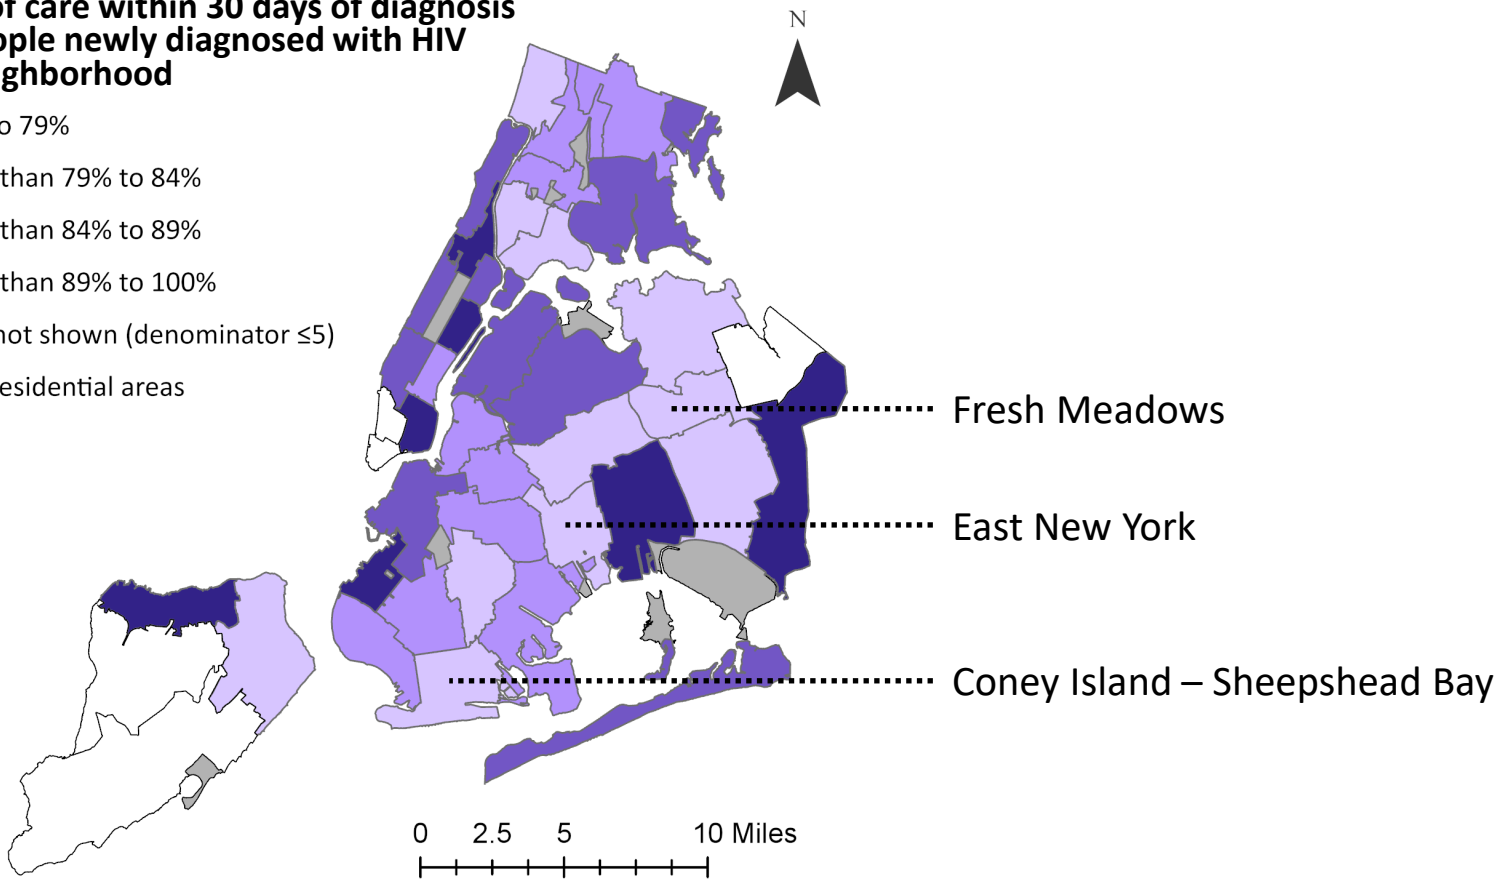 of care within 30 days of diagnosis
ople newly diagnosed with HIV
ighborhood
o 79%
than 79% to 84%
than 84% to 89%
than 89% to 100%
not shown (denominator ≤5)
esidential areas
N
Fresh Meadows
East New York
Coney Island – Sheepshead Bay
0 2.5 5 10 Miles